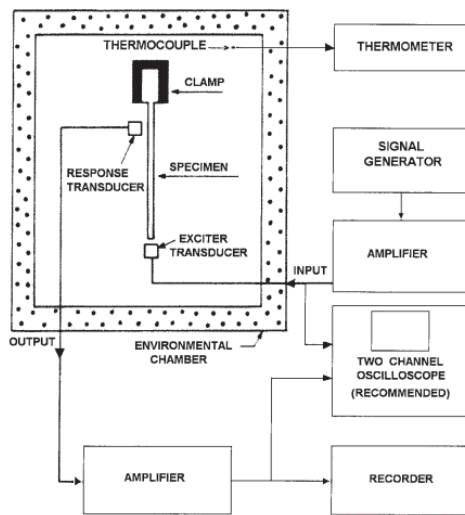 THERMOCOUPLE
THERMOMETER
CLAMP
RESPONSE
TRANSDUCER
SPECIMEN
SIGNAL
GENERATOR
EXCITER
TRANSDUCER
AMPLIFIER
INPUT
OUTPUT
ENVIRONMENTAL
CHAMBER
TWO CHANNEL
OSCILLOSCOPE
(RECOMMENDED)
AMPLIFIER
RECORDER